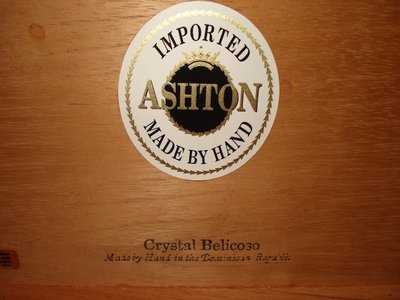 IMPORTED
ASHTON
MADE BY HAND
Crystal Belicoso
Made by Hand in the Dominican Republic